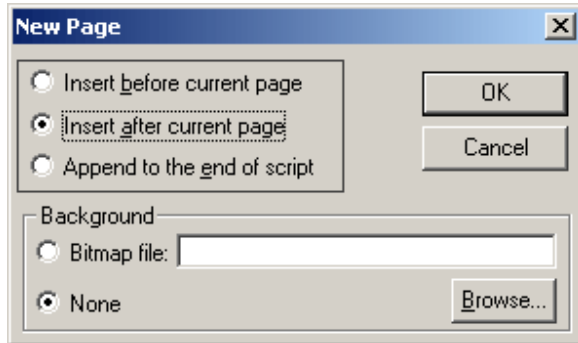 New Page
Insert before current page
OK
Insert after current page
Cancel
Append to the end of script
Background
Bitmap file:
None
Browse...